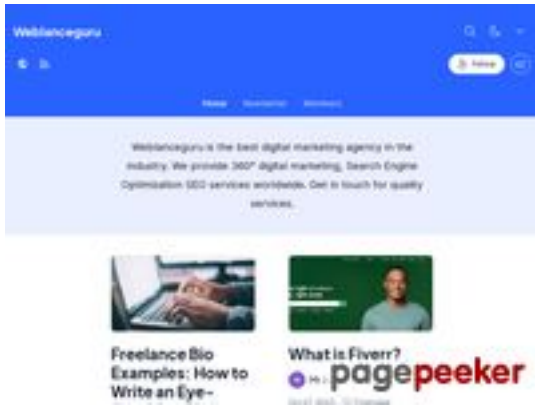 Weblanceguru
Follow
Home Newsletter Members
Weblanceguru is the best digital marketing agency in the
industry. We provide 360° digital marketing, Search Engine
Optimization SEO services worldwide. Get in touch for quality
services.
Freelance Bio
Examples: How to
Write an Eye-
What is Fiverr?
pagepeeker